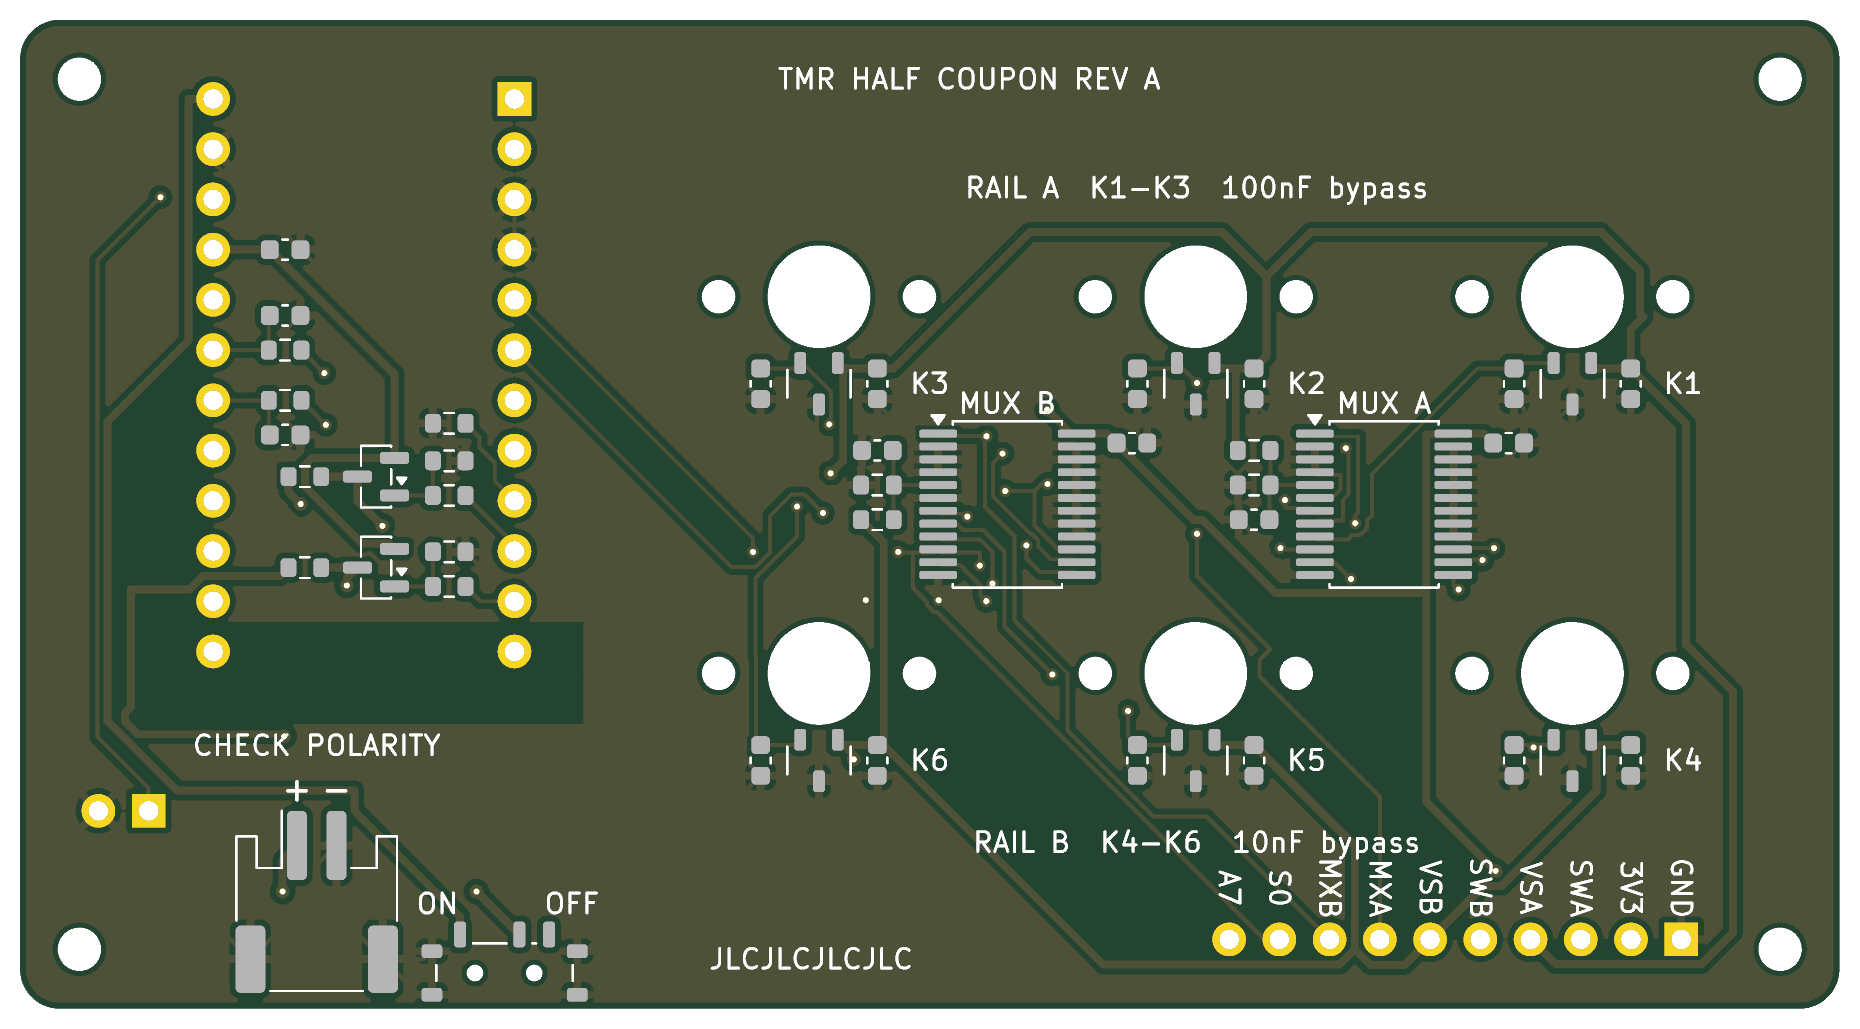 TMR HALF COUPON REV A
RAIL A K1-K3 100nF bypass
K3
K2
K1
MUX B
MUX A
CHECK POLARITY
+ -
K6
K5
K4
RAIL B K4-K6 10nF bypass
ON
OFF
A7
S0
MXB
MXA
VSB
SWB
VSA
SWA
3V3
GND
JLCJLCJLCJLC